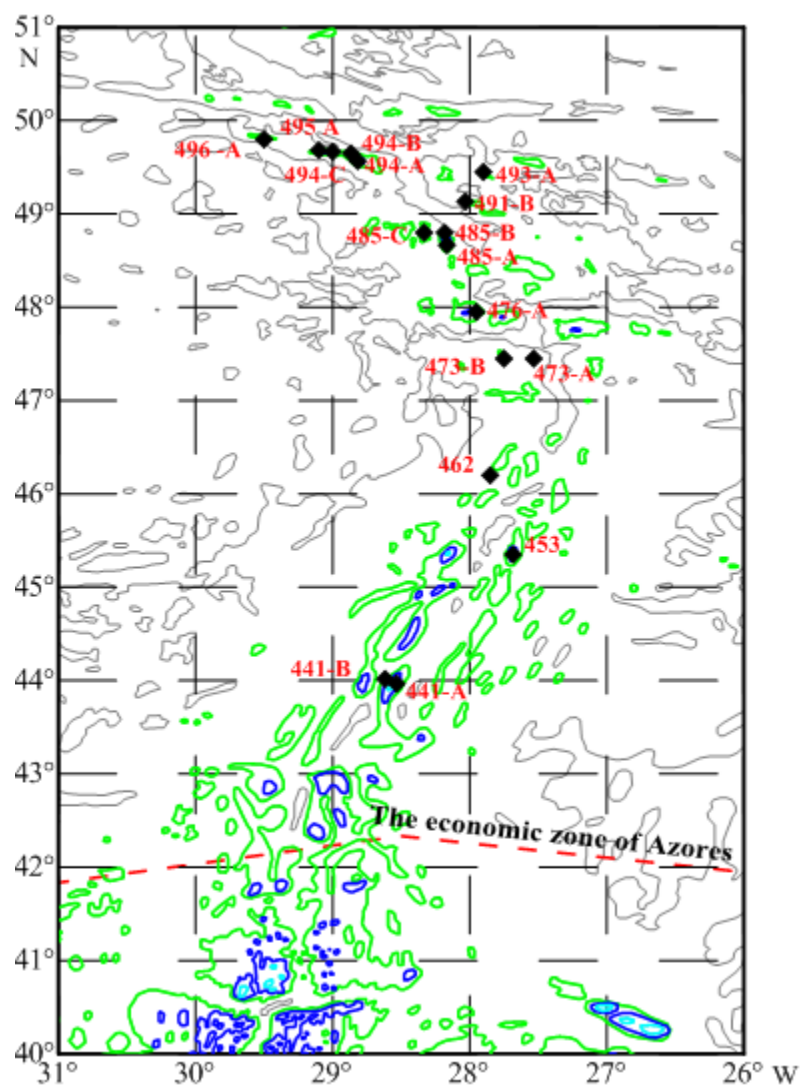 51°
N
50°
495 A
496-A
494-B
494-A
494-C
493-A
49°
491-B
485-C
485-B
485-A
48°
476-A
473-B
473-A
47°
462
46°
453
45°
441-B
44°
441-A
43°
The economic zone of Azores
42°
41°
40°
31° 30° 29° 28° 27° 26° W